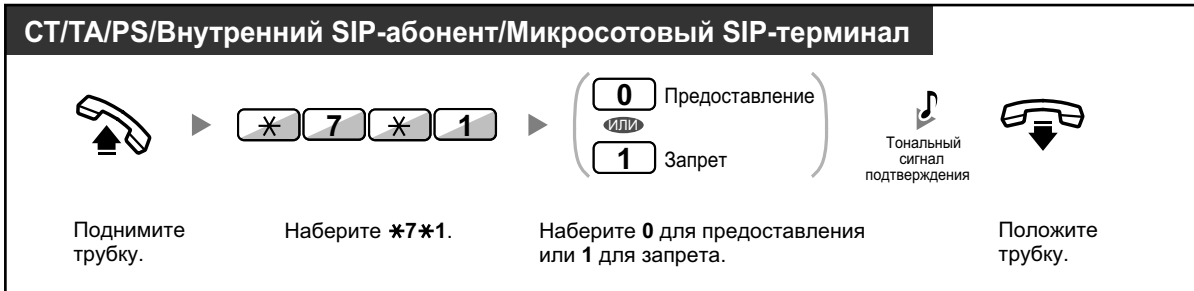 СТ/ТА/PS/Внутренний SIP-абонент/Микросотовый SIP-терминал
0 Предоставление
✳ 7 ✳ 1
ИЛИ
1 Запрет
Тональный
сигнал
подтверждения
Поднимите
трубку.
Наберите ✳7✳1.
Наберите 0 для предоставления
или 1 для запрета.
Положите
трубку.